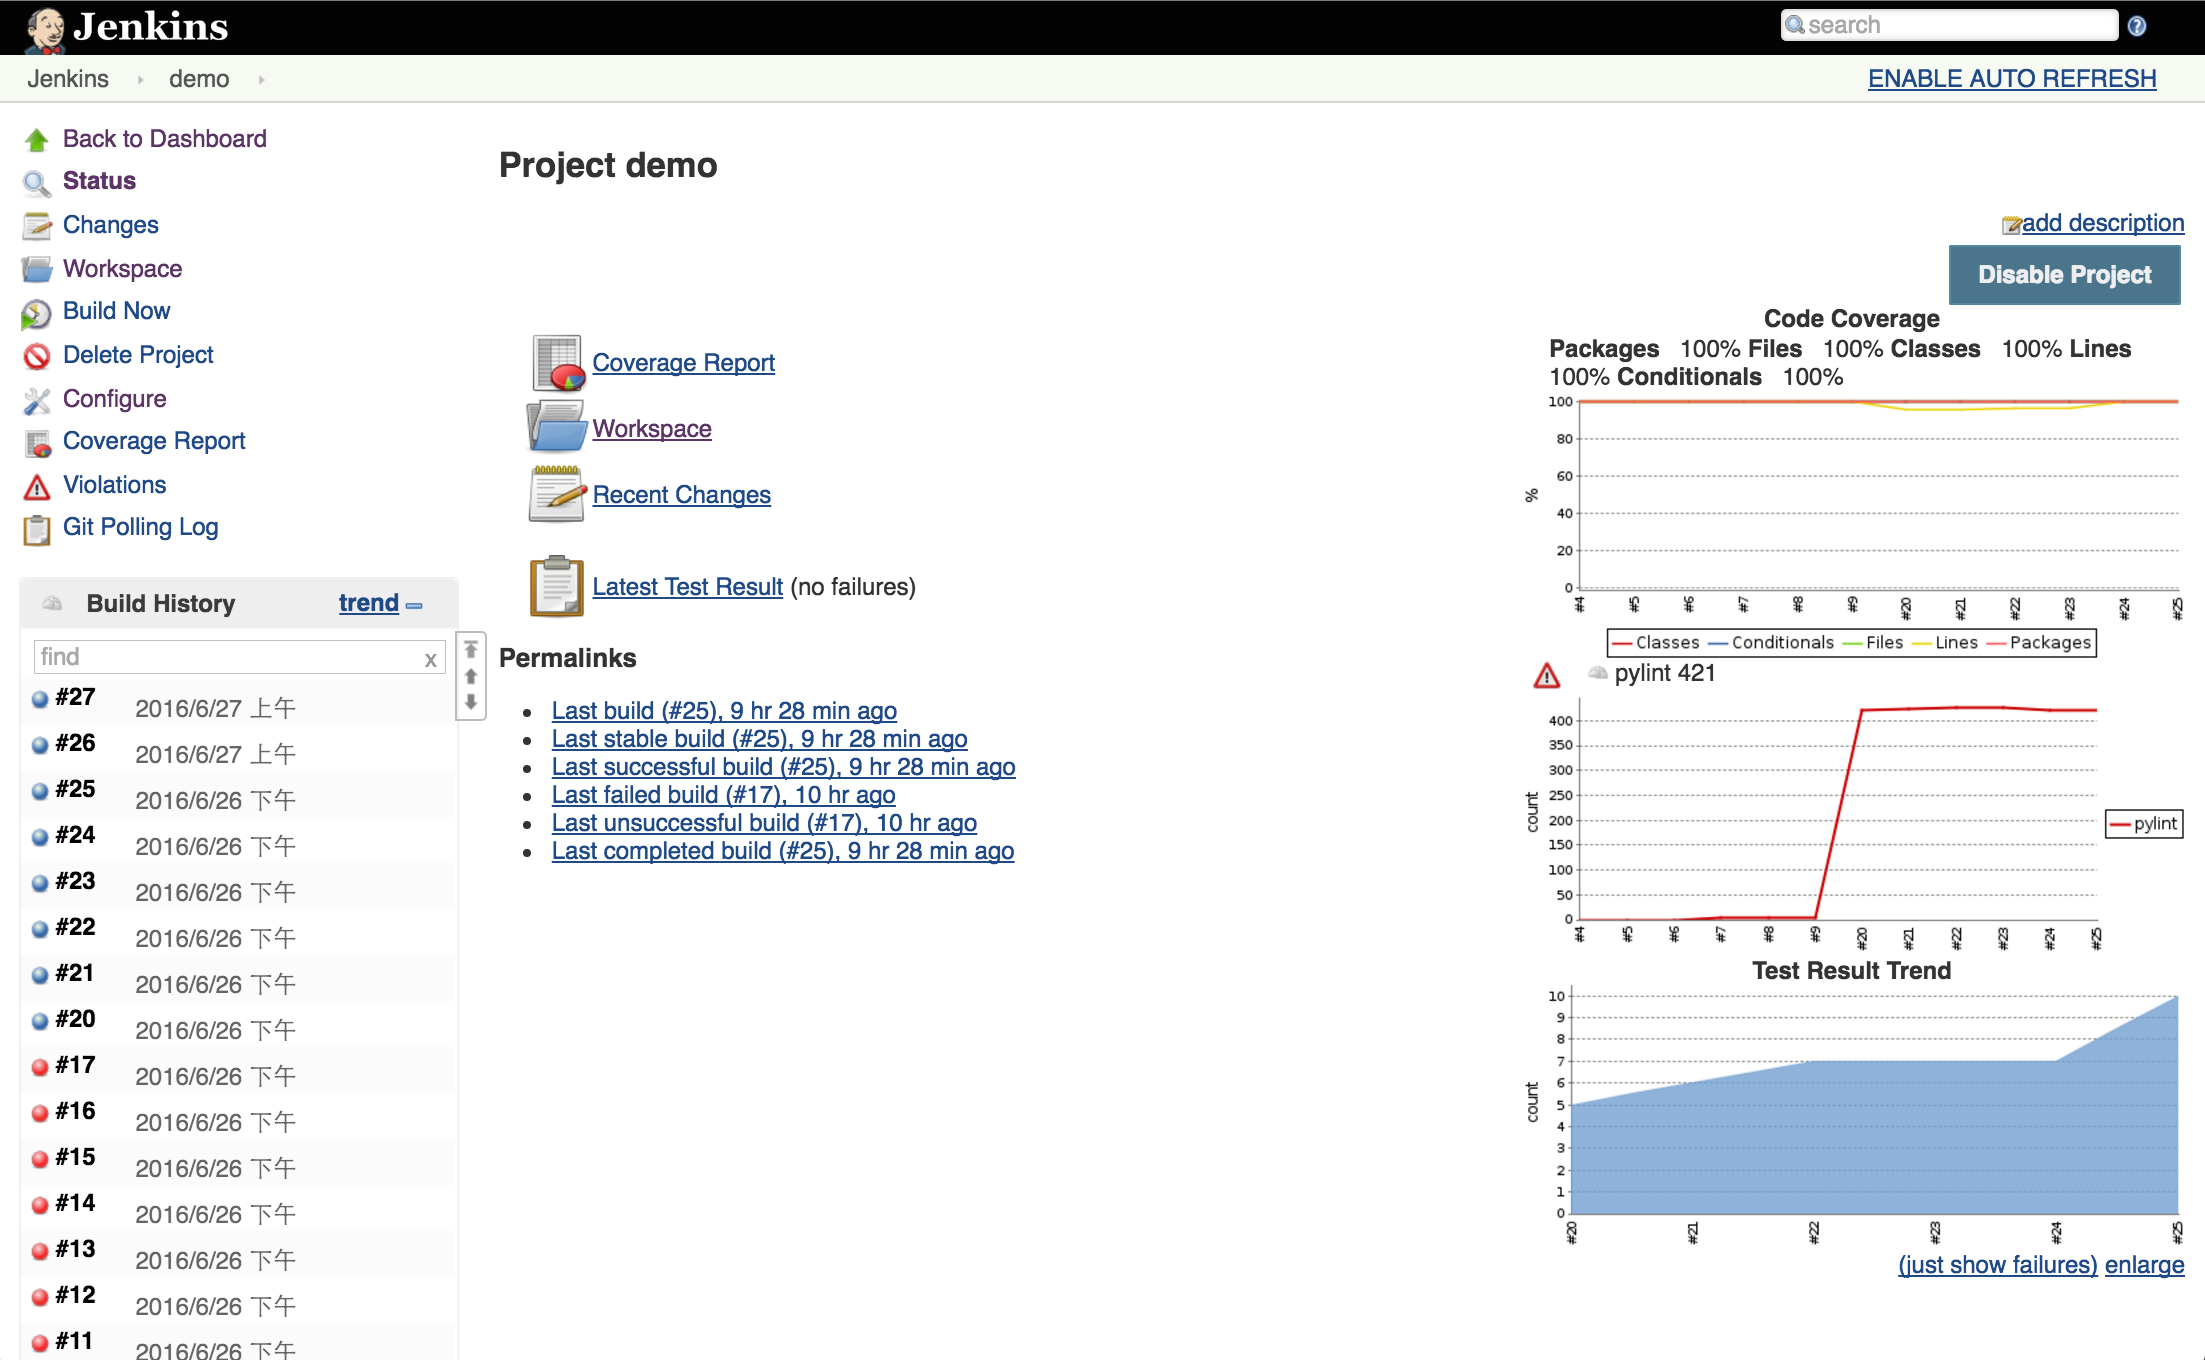 Jenkins
search
Jenkins demo
ENABLE AUTO REFRESH
Back to Dashboard
Status
Changes
Workspace
Build Now
Delete Project
Configure
Coverage Report
Violations
Git Polling Log
Build History trend
find x
#27 2016/6/27 上午
#26 2016/6/27 上午
#25 2016/6/26 下午
#24 2016/6/26 下午
#23 2016/6/26 下午
#22 2016/6/26 下午
#21 2016/6/26 下午
#20 2016/6/26 下午
#17 2016/6/26 下午
#16 2016/6/26 下午
#15 2016/6/26 下午
#14 2016/6/26 下午
#13 2016/6/26 下午
#12 2016/6/26 下午
#11 2016/6/26 下午
Project demo
Coverage Report
Workspace
Recent Changes
Latest Test Result (no failures)
Permalinks
Last build (#25), 9 hr 28 min ago
Last stable build (#25), 9 hr 28 min ago
Last successful build (#25), 9 hr 28 min ago
Last failed build (#17), 10 hr ago
Last unsuccessful build (#17), 10 hr ago
Last completed build (#25), 9 hr 28 min ago
add description
Disable Project
Code Coverage
Packages 100% Files 100% Classes 100% Lines
100% Conditionals 100%
100
80
60
40
20
0
%
#4 #5 #6 #7 #8 #9 #20 #21 #22 #23 #24 #25
Classes Conditionals Files Lines Packages
pylint 421
400
350
300
250
200
150
100
50
0
count
#4 #5 #6 #7 #8 #9 #20 #21 #22 #23 #24 #25
pylint
Test Result Trend
10
9
8
7
6
5
4
3
2
1
0
count
#20 #21 #22 #23 #24 #25
(just show failures) enlarge